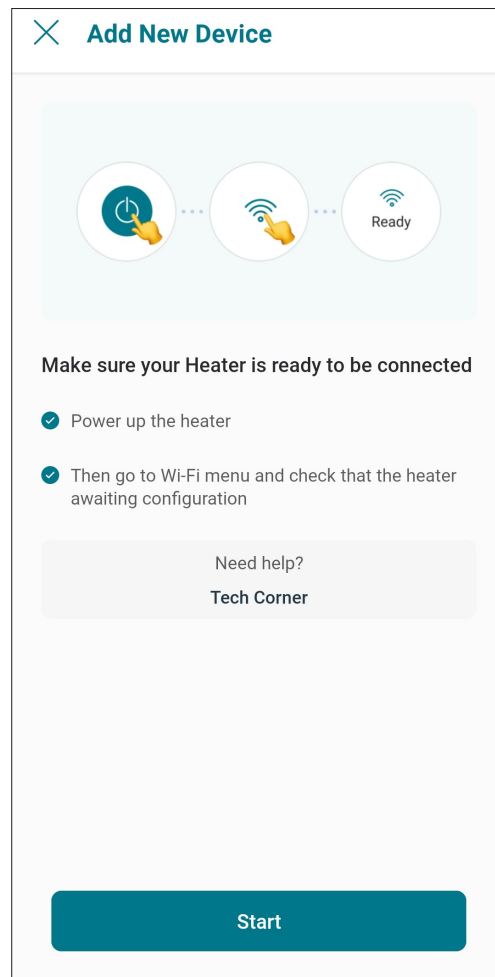 Add New Device
Ready
Make sure your Heater is ready to be connected
Power up the heater
Then go to Wi-Fi menu and check that the heater
awaiting configuration
Need help?
Tech Corner
Start